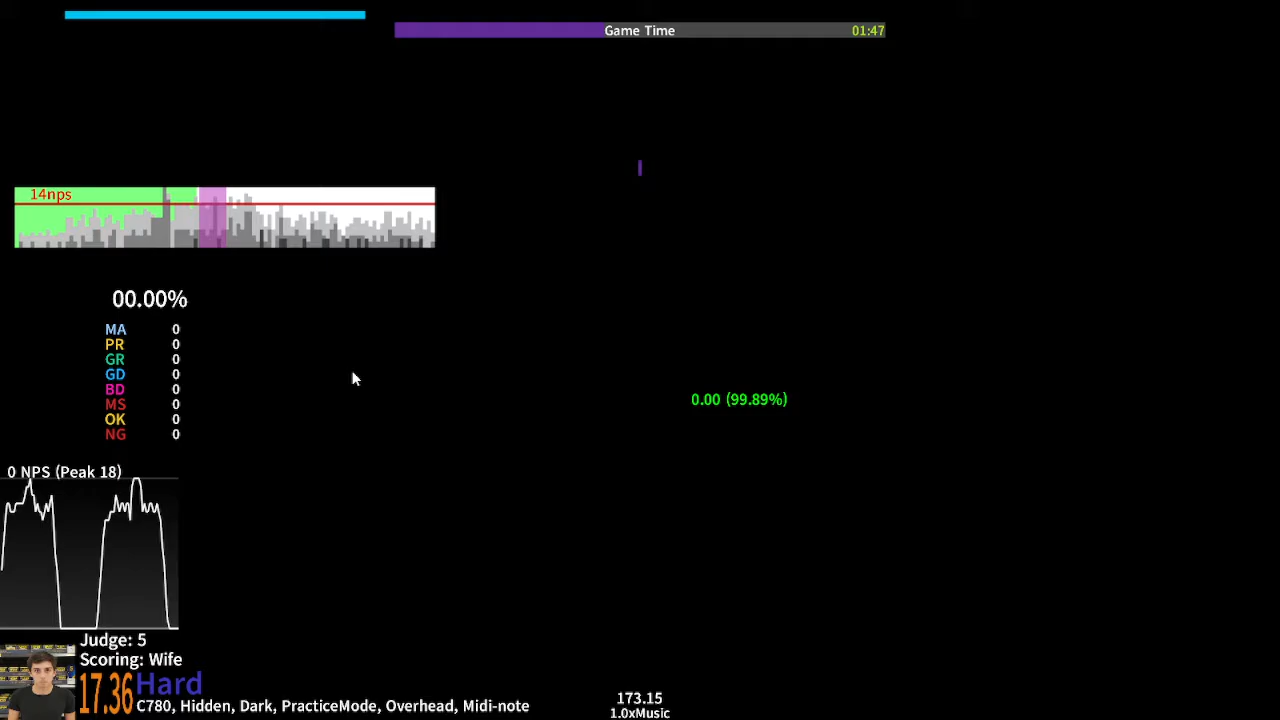 Game Time 01:47
14nps
00.00%
MA 0
PR 0
GR 0
GD 0
BD 0
MS 0
OK 0
NG 0
0.00 (99.89%)
0 NPS (Peak 18)
Judge: 5
Scoring: Wife
17.36 Hard
C780, Hidden, Dark, PracticeMode, Overhead, Midi-note
173.15
1.0xMusic